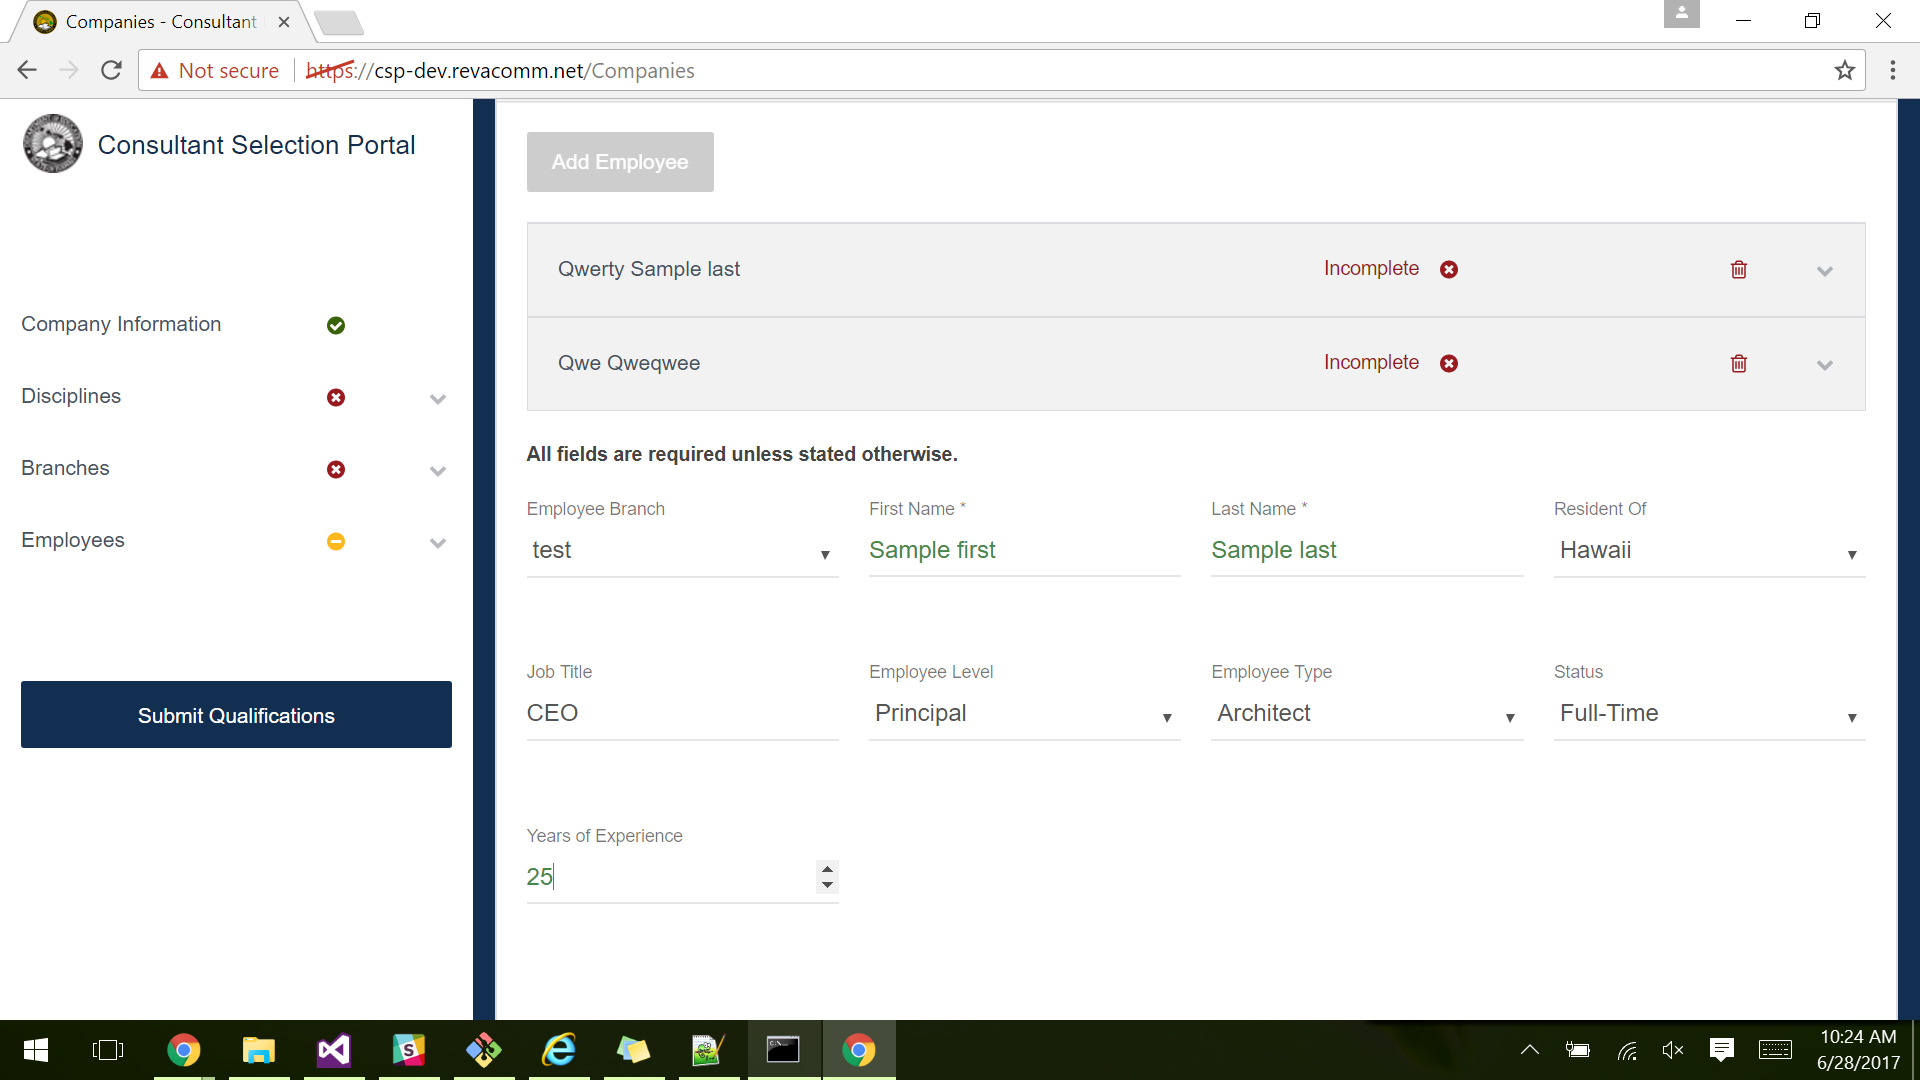 Companies - Consultant
Not secure https://csp-dev.revacomm.net/Companies
Consultant Selection Portal
Company Information
Disciplines
Branches
Employees
Submit Qualifications
Add Employee
Qwerty Sample last Incomplete
Qwe Qweqwee Incomplete
All fields are required unless stated otherwise.
Employee Branch First Name * Last Name * Resident Of
test Sample first Sample last Hawaii
Job Title Employee Level Employee Type Status
CEO Principal Architect Full-Time
Years of Experience
25
10:24 AM
6/28/2017